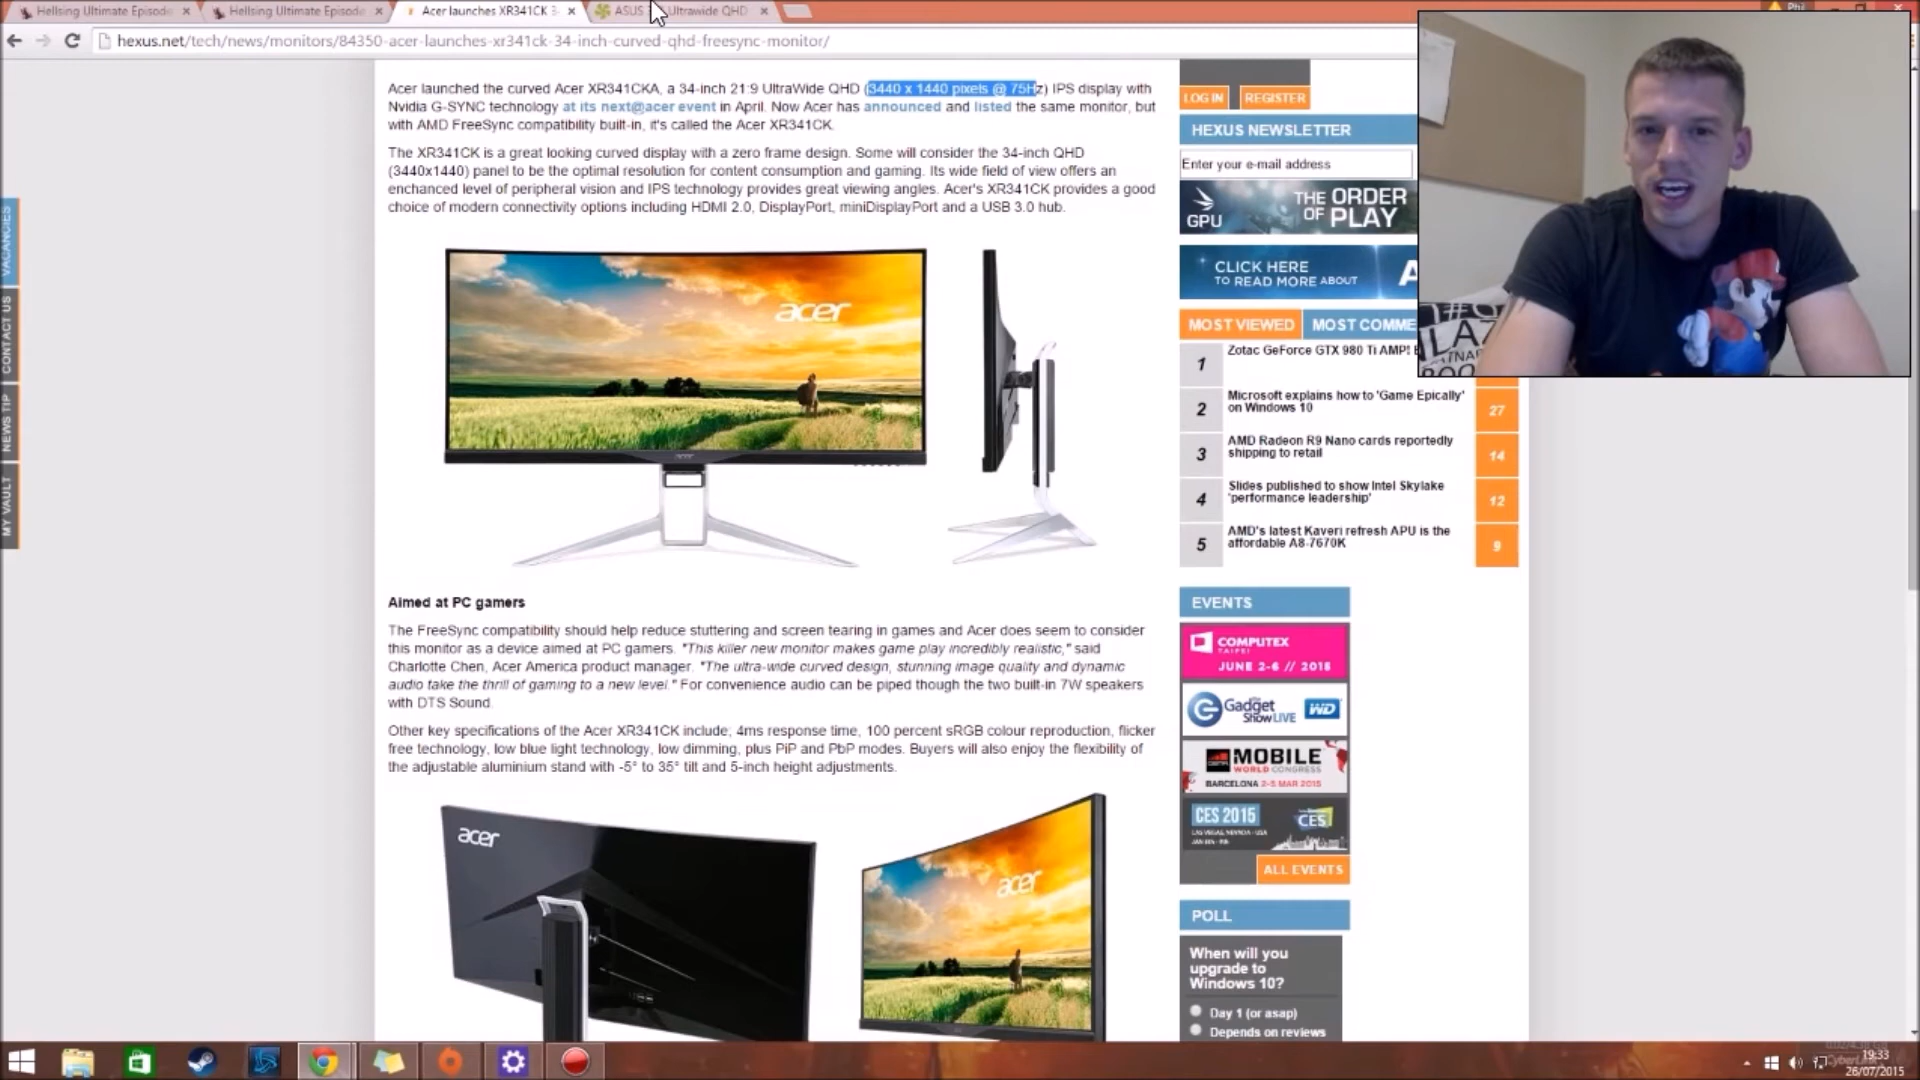 Hellsing Ultimate Episode
Hellsing Ultimate Episode
Acer launches XR341CK 3
ASUS
Ultrawide QHD
Phil
hexus.net/tech/news/monitors/84350-acer-launches-xr341ck-34-inch-curved-qhd-freesync-monitor/
Acer launched the curved Acer XR341CKA, a 34-inch 21:9 UltraWide QHD (3440 x 1440 pixels @ 75Hz) IPS display with
Nvidia G-SYNC technology at its next@acer event in April. Now Acer has announced and listed the same monitor, but
with AMD FreeSync compatibility built-in, it's called the Acer XR341CK.
The XR341CK is a great looking curved display with a zero frame design. Some will consider the 34-inch QHD
(3440x1440) panel to be the optimal resolution for content consumption and gaming. Its wide field of view offers an
enchanced level of peripheral vision and IPS technology provides great viewing angles. Acer's XR341CK provides a good
choice of modern connectivity options including HDMI 2.0, DisplayPort, miniDisplayPort and a USB 3.0 hub.
acer
acer
Aimed at PC gamers
The FreeSync compatibility should help reduce stuttering and screen tearing in games and Acer does seem to consider
this monitor as a device aimed at PC gamers. "This killer new monitor makes game play incredibly realistic," said
Charlotte Chen, Acer America product manager. "The ultra-wide curved design, stunning image quality and dynamic
audio take the thrill of gaming to a new level." For convenience audio can be piped though the two built-in 7W speakers
with DTS Sound.
Other key specifications of the Acer XR341CK include; 4ms response time, 100 percent sRGB colour reproduction, flicker
free technology, low blue light technology, low dimming, plus PiP and PbP modes. Buyers will also enjoy the flexibility of
the adjustable aluminium stand with -5° to 35° tilt and 5-inch height adjustments.
acer
acer
VACANCIES
CONTACT US
NEWS TIP
MY VAULT
LOG IN
REGISTER
HEXUS NEWSLETTER
Enter your e-mail address
GPU
THE ORDER
OF PLAY
CLICK HERE
TO READ MORE ABOUT
A
MOST VIEWED
MOST COMME
1
Zotac GeForce GTX 980 Ti AMP! E
2
Microsoft explains how to 'Game Epically'
on Windows 10
27
3
AMD Radeon R9 Nano cards reportedly
shipping to retail
14
4
Slides published to show Intel Skylake
'performance leadership'
12
5
AMD's latest Kaveri refresh APU is the
affordable A8-7670K
9
EVENTS
COMPUTEX
TAIPEI
JUNE 2-6 // 2015
Gadget
Show LIVE
WD
MOBILE
WORLD CONGRESS
BARCELONA 2-5 MAR 2015
CES 2015
CES
ALL EVENTS
POLL
When will you
upgrade to
Windows 10?
Day 1 (or asap)
Depends on reviews
19:33
26/07/2015